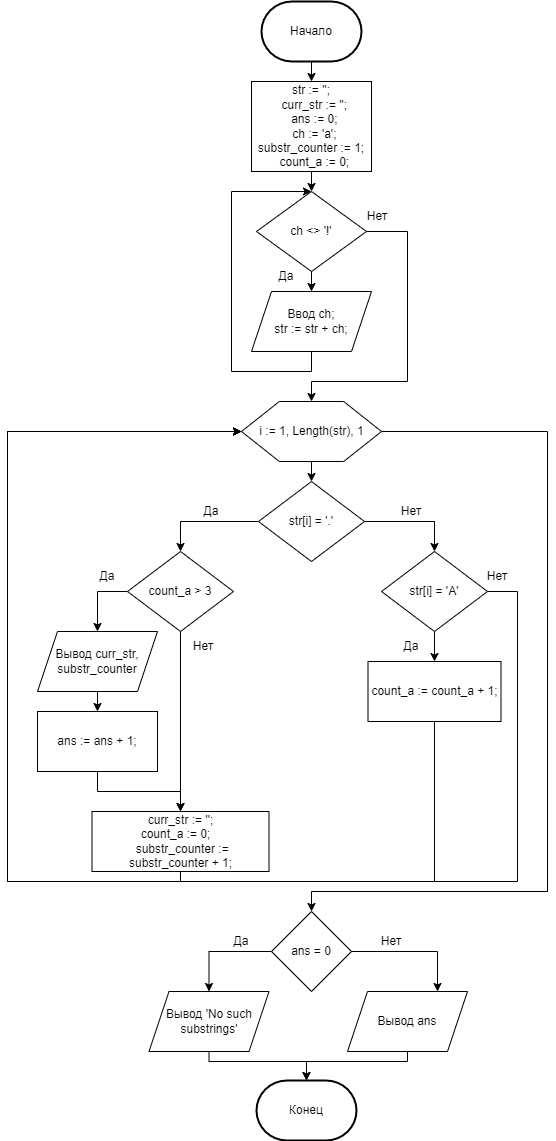 Начало
str := '';
curr_str := '';
ans := 0;
ch := 'a';
substr_counter := 1;
count_a := 0;
ch <> '!'
Нет
Да
Ввод ch;
str := str + ch;
i := 1, Length(str), 1
str[i] = '.'
Да
Нет
count_a > 3
Да
Нет
str[i] = 'A'
Нет
Да
Вывод curr_str,
substr_counter
count_a := count_a + 1;
ans := ans + 1;
curr_str := '';
count_a := 0;
substr_counter :=
substr_counter + 1;
ans = 0
Да
Нет
Вывод 'No such
substrings'
Вывод ans
Конец